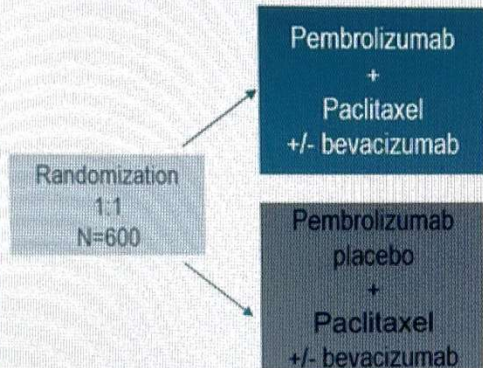 Pembrolizumab
+
Paclitaxel
+/- bevacizumab
Randomization
1:1
N=600
Pembrolizumab
placebo
+
Paclitaxel
+/- bevacizumab